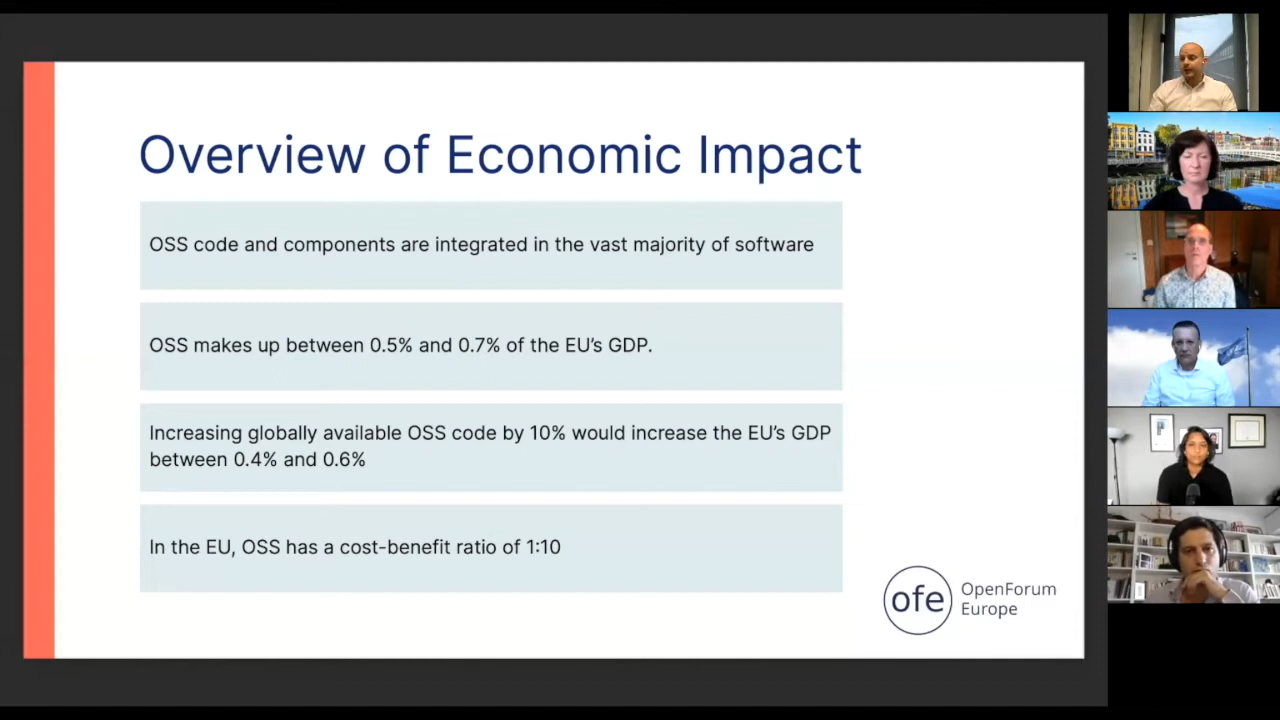 Overview of Economic Impact
OSS code and components are integrated in the vast majority of software
OSS makes up between 0.5% and 0.7% of the EU's GDP.
Increasing globally available OSS code by 10% would increase the EU's GDP
between 0.4% and 0.6%
In the EU, OSS has a cost-benefit ratio of 1:10
ofe
OpenForum
Europe